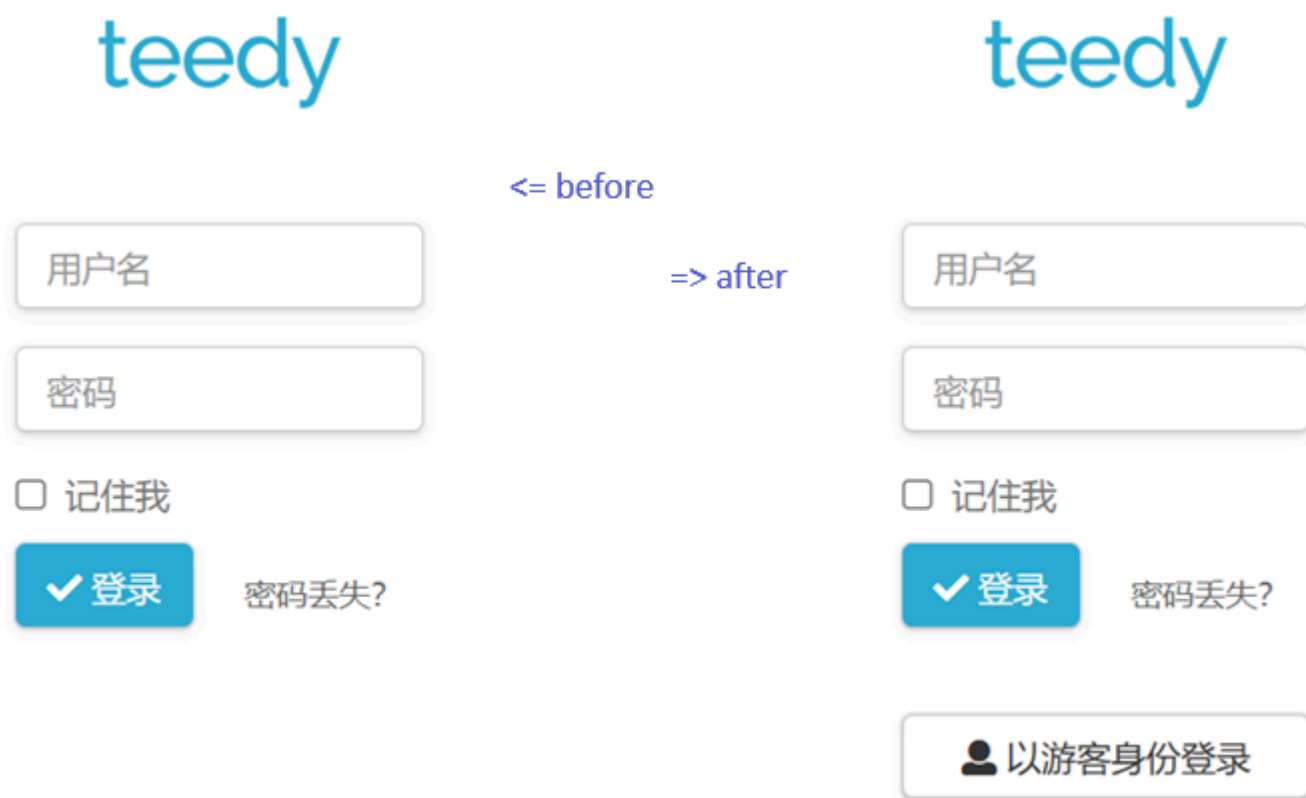 teedy
<= before
用户名
密码
记住我
登录
密码丢失?
teedy
=> after
用户名
密码
记住我
登录
密码丢失?
以游客身份登录